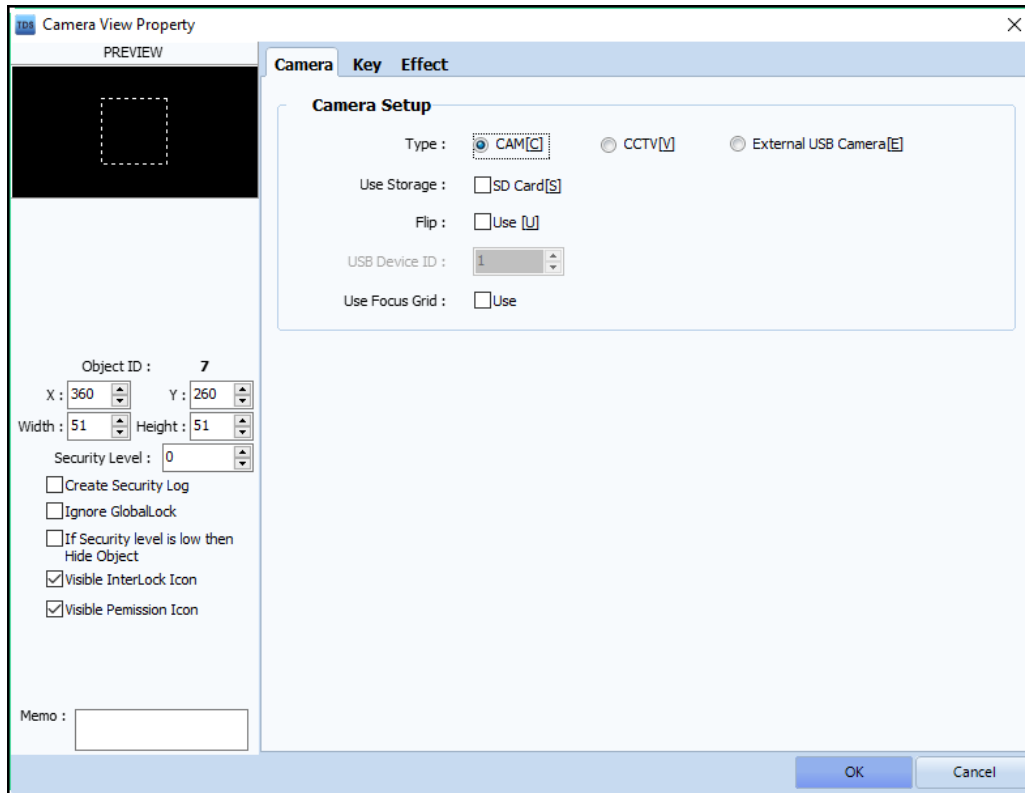 TDS Camera View Property
PREVIEW
Camera Key Effect
Camera Setup
Type : CAM[C] CCTV[V] External USB Camera[E]
Use Storage : SD Card[S]
Flip : Use [U]
USB Device ID : 1
Use Focus Grid : Use
Object ID : 7
X : 360 Y : 260
Width : 51 Height : 51
Security Level : 0
Create Security Log
Ignore GlobalLock
If Security level is low then
Hide Object
Visible InterLock Icon
Visible Pemission Icon
Memo :
OK Cancel